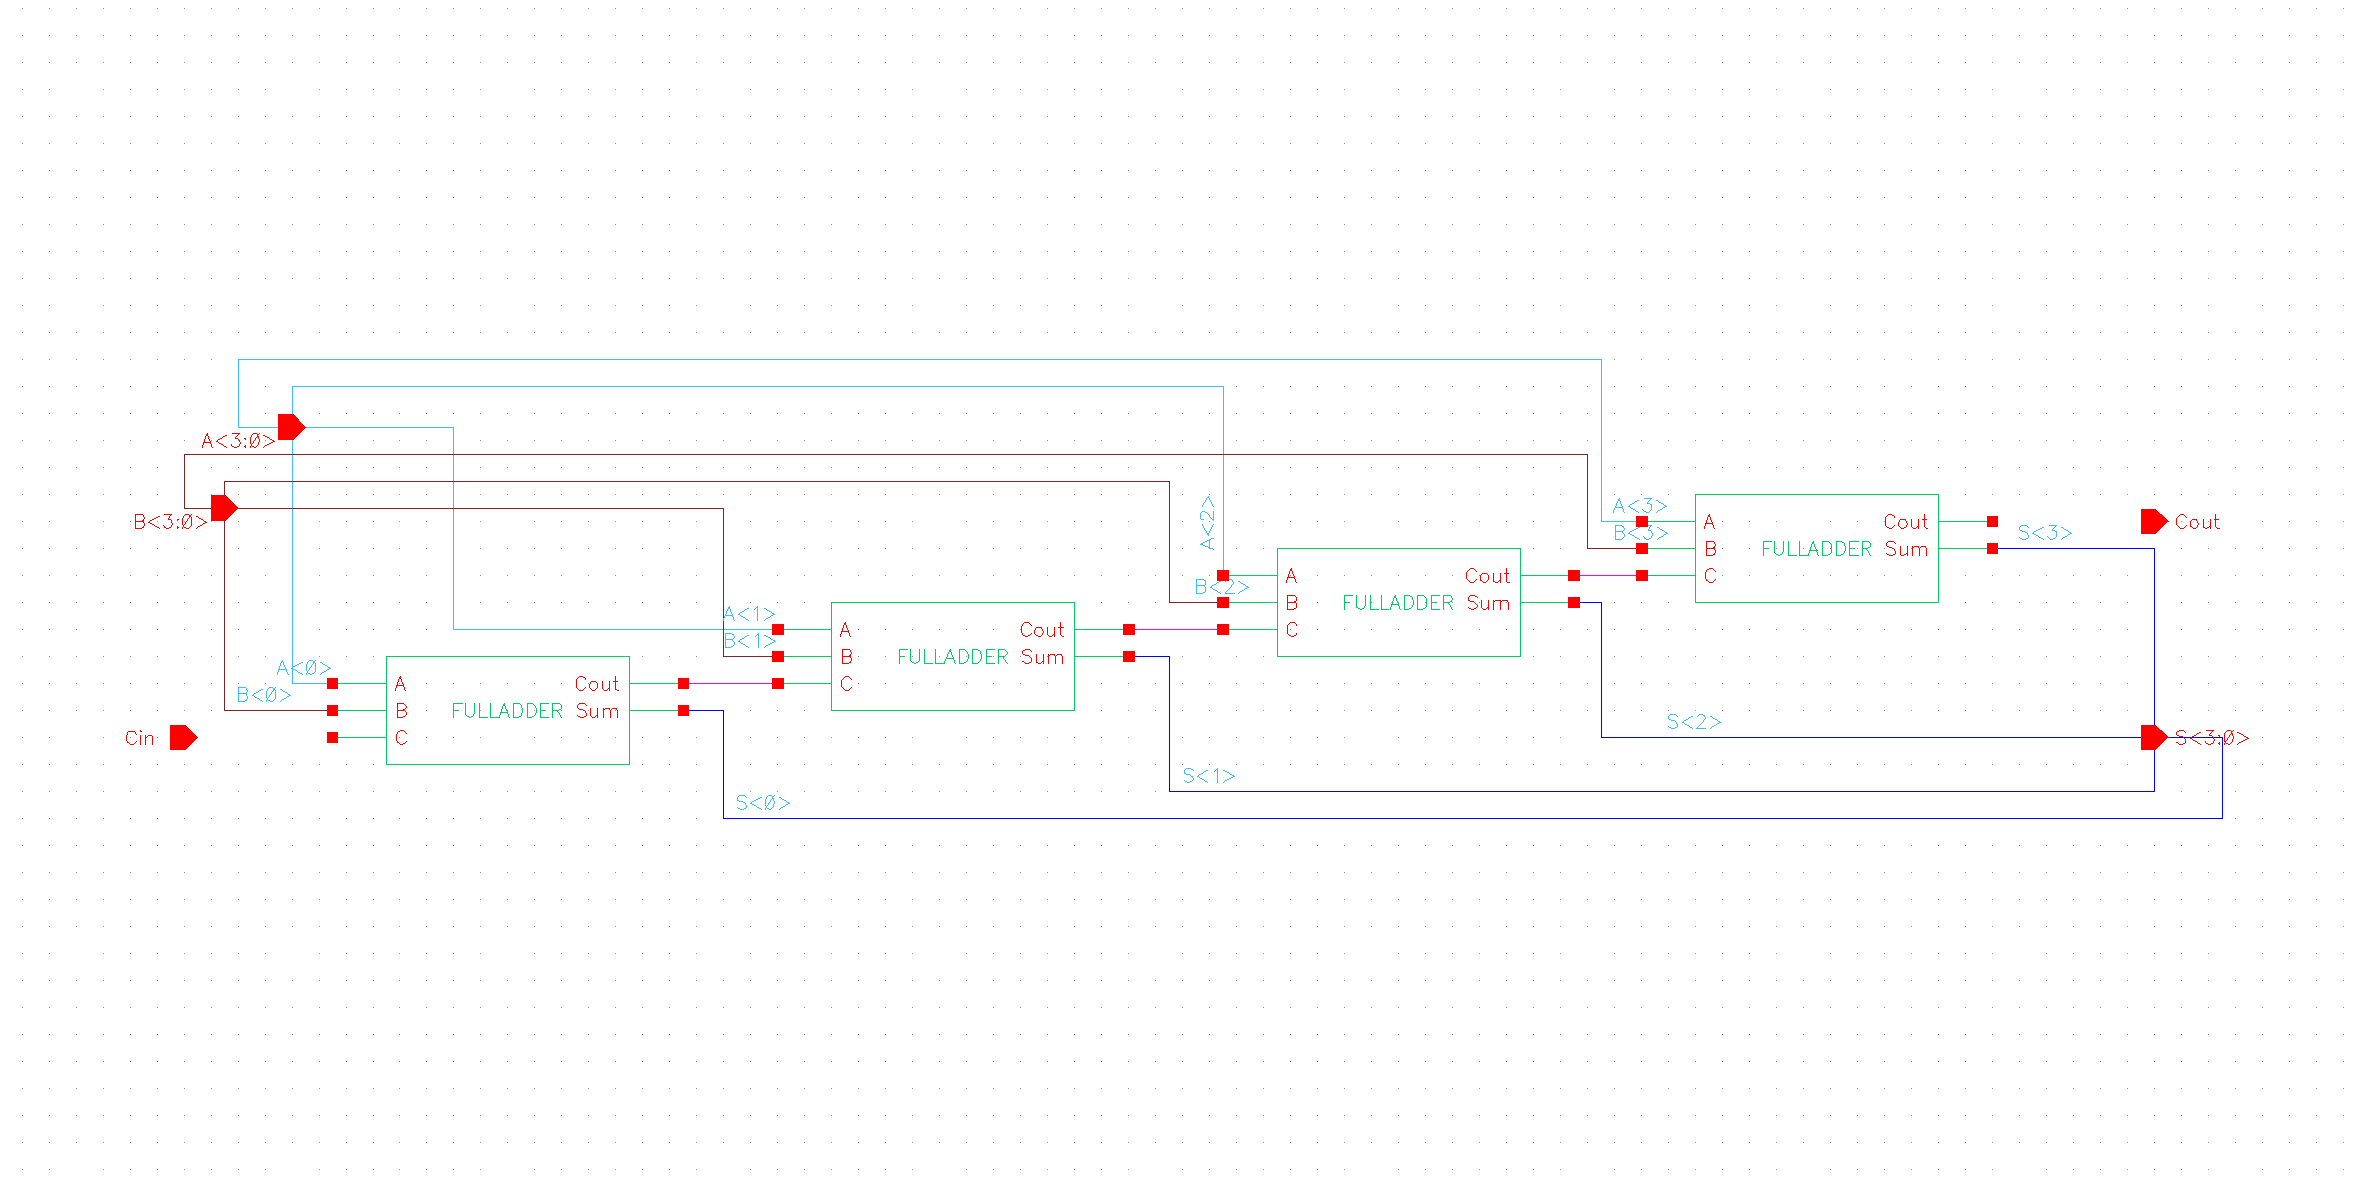 A<3:0>
B<3:0>
A<2>
A<3>
B<3>
A Cout
B FULLADDER Sum
C
S<3>
Cout
B<2>
A Cout
B FULLADDER Sum
C
A<1>
B<1>
A Cout
B FULLADDER Sum
C
A<0>
B<0>
A Cout
B FULLADDER Sum
C
Cin
S<2>
S<3:0>
S<1>
S<0>